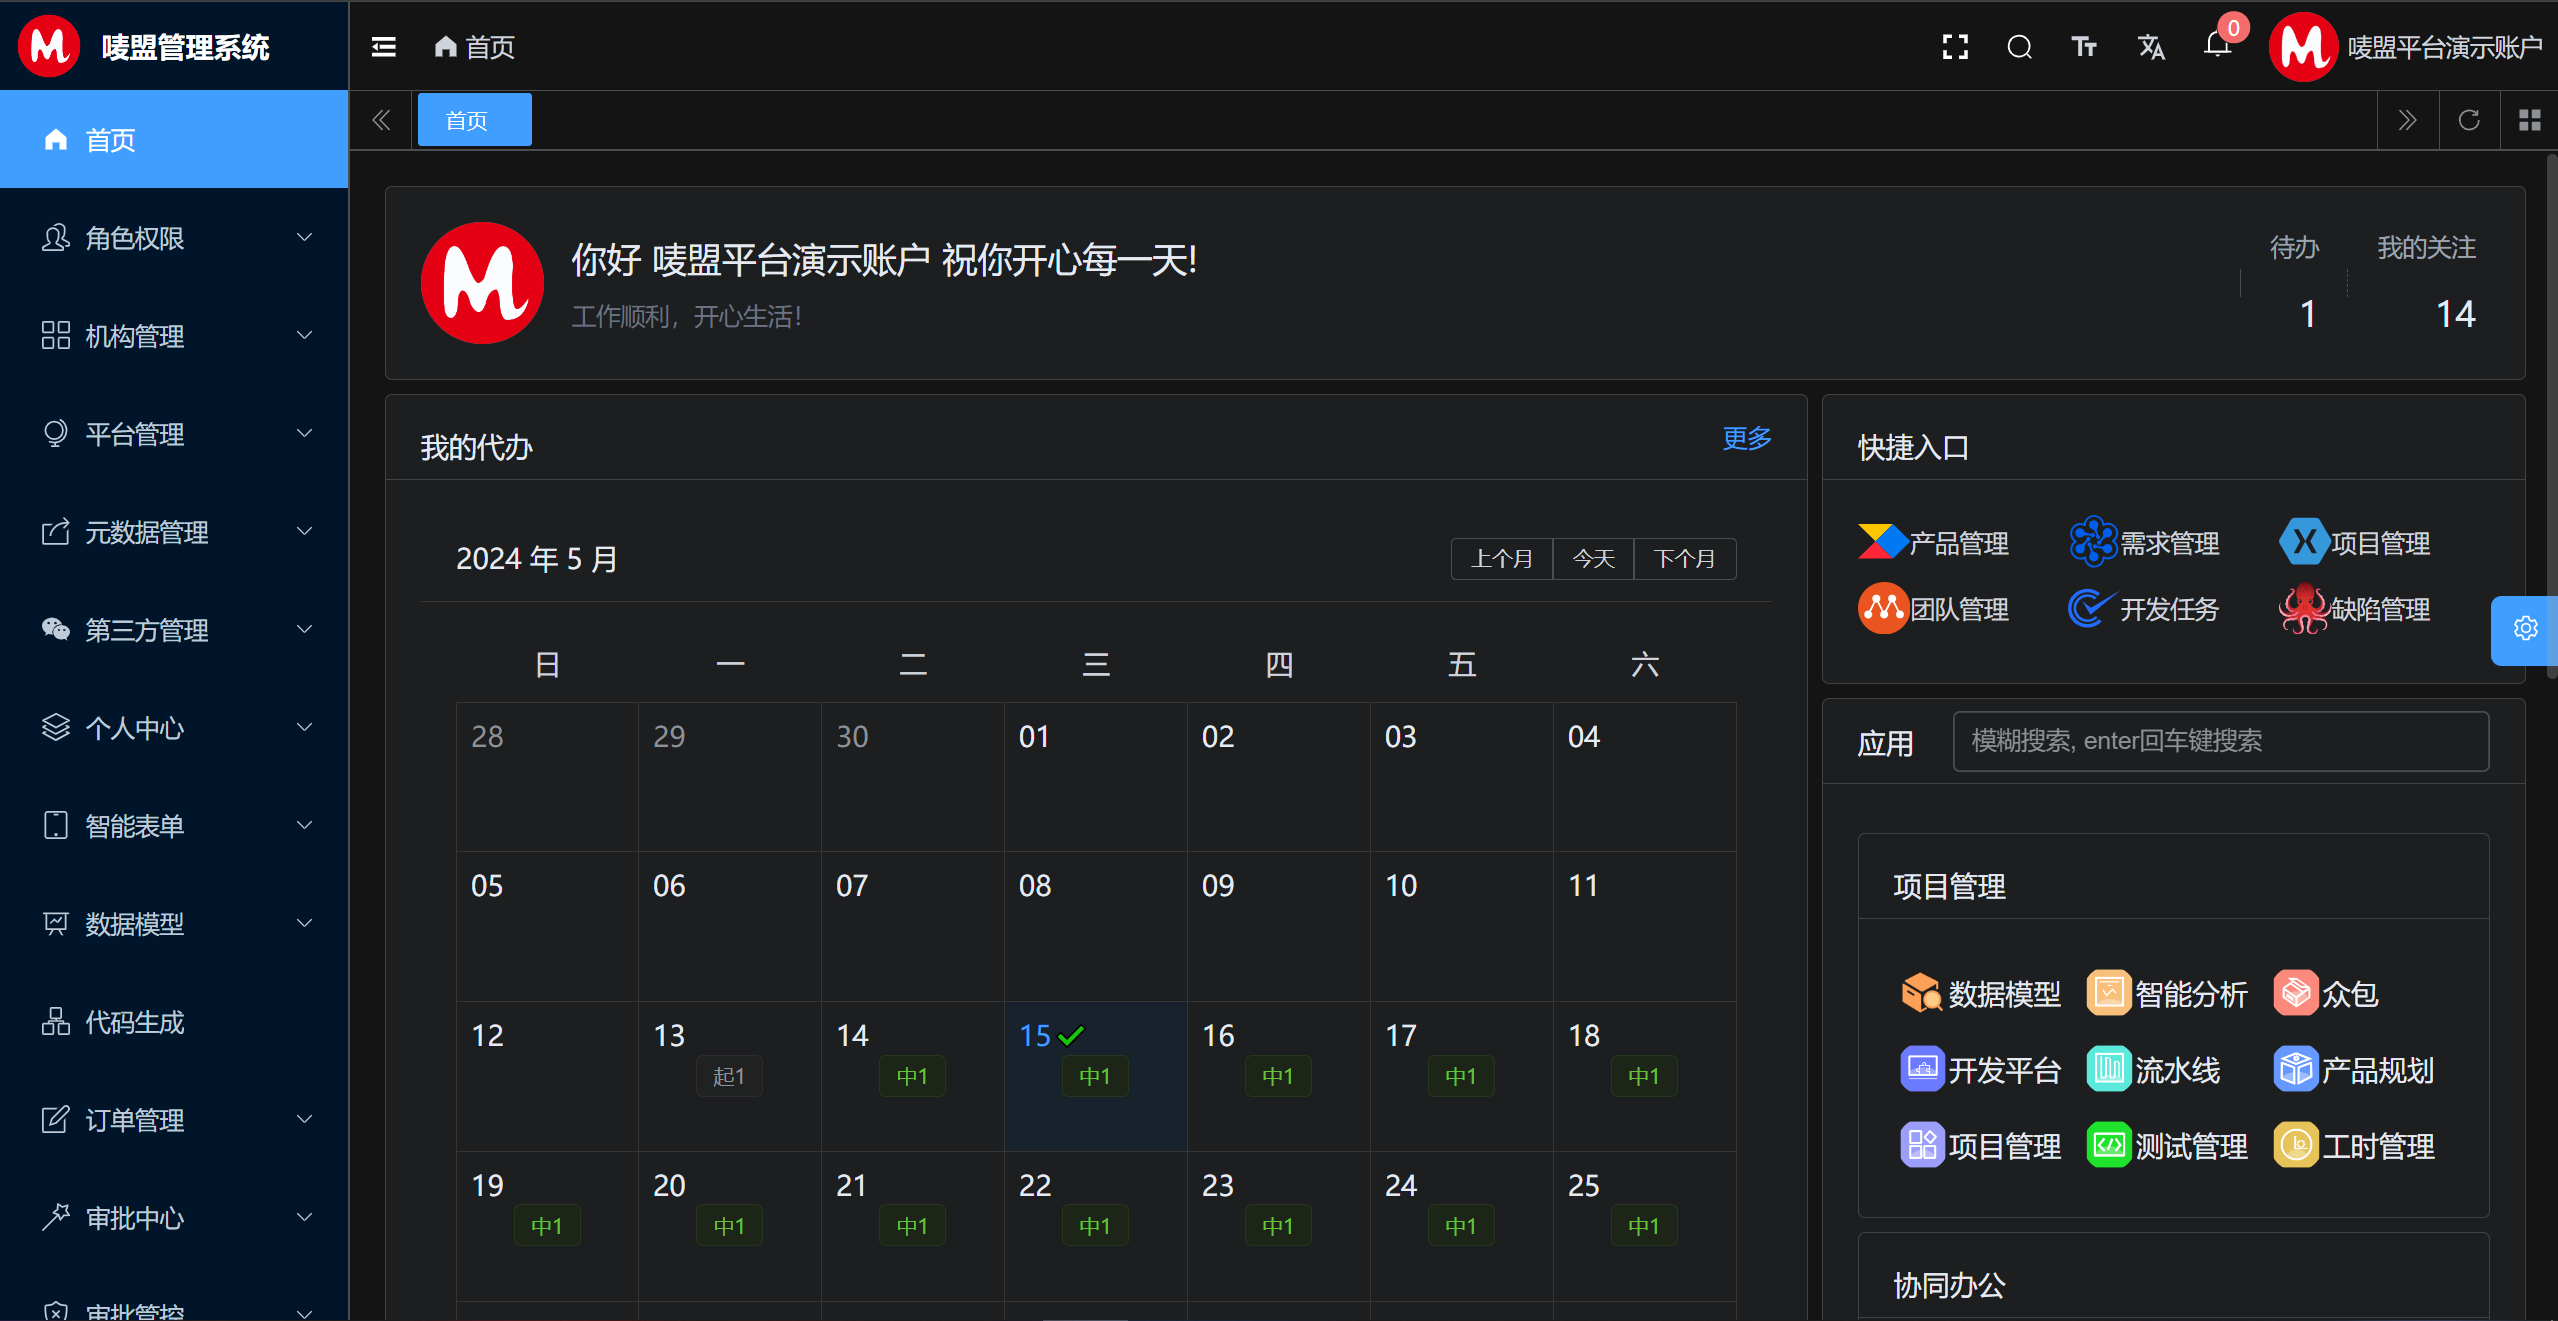 唛盟管理系统
首页
0
唛盟平台演示账户
首页
首页
角色权限
机构管理
平台管理
元数据管理
第三方管理
个人中心
智能表单
数据模型
代码生成
订单管理
审批中心
审批管控
你好 唛盟平台演示账户 祝你开心每一天!
工作顺利，开心生活!
待办
1
我的关注
14
我的代办
更多
2024 年 5 月
上个月 今天 下个月
日 一 二 三 四 五 六
28 29 30 01 02 03 04
05 06 07 08 09 10 11
12 13 14 15 16 17 18
起1 中1 中1 中1 中1 中1
19 20 21 22 23 24 25
中1 中1 中1 中1 中1 中1 中1
快捷入口
产品管理 需求管理 项目管理
团队管理 开发任务 缺陷管理
应用
模糊搜索, enter回车键搜索
项目管理
数据模型 智能分析 众包
开发平台 流水线 产品规划
项目管理 测试管理 工时管理
协同办公